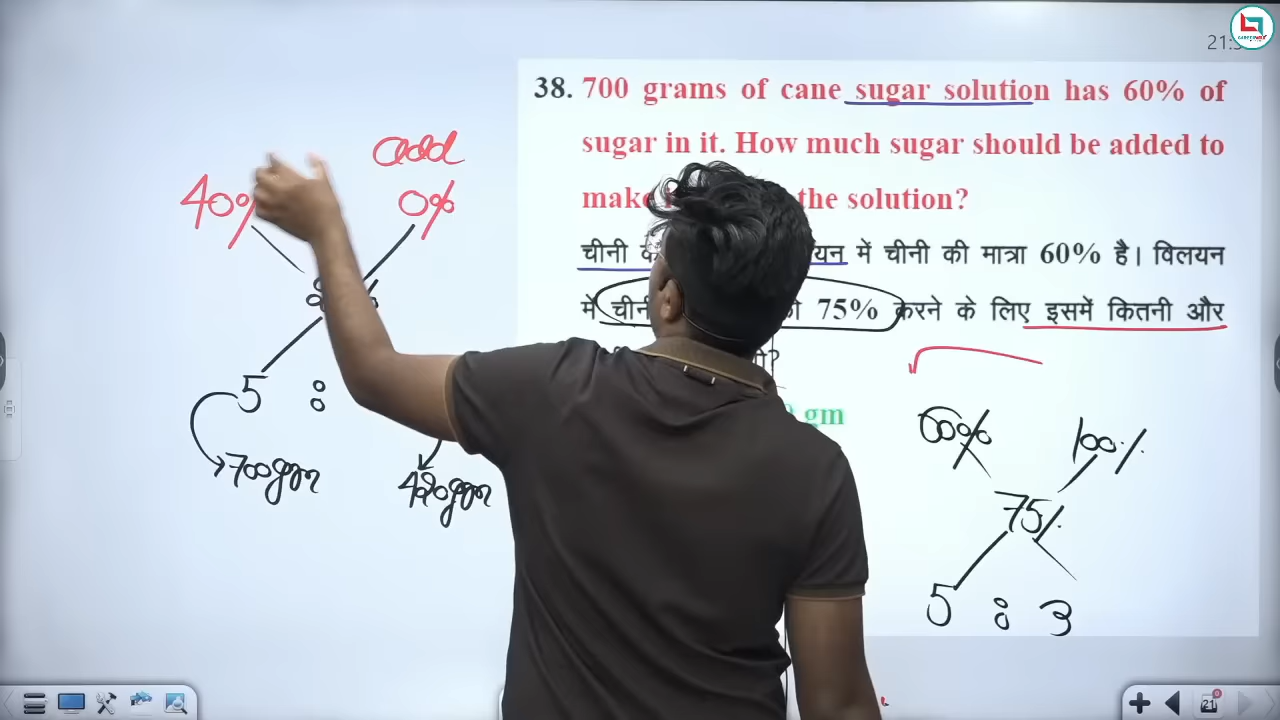 38. 700 grams of cane sugar solution has 60% of
sugar in it. How much sugar should be added to
make the solution?
चीनी यन में चीनी की मात्रा 60% है। विलयन
में चीनी 75% करने के लिए इसमें कितनी और
gm
add
40% 0%
5 :
700gm 420gm
60% 100%
75%
5 : 3